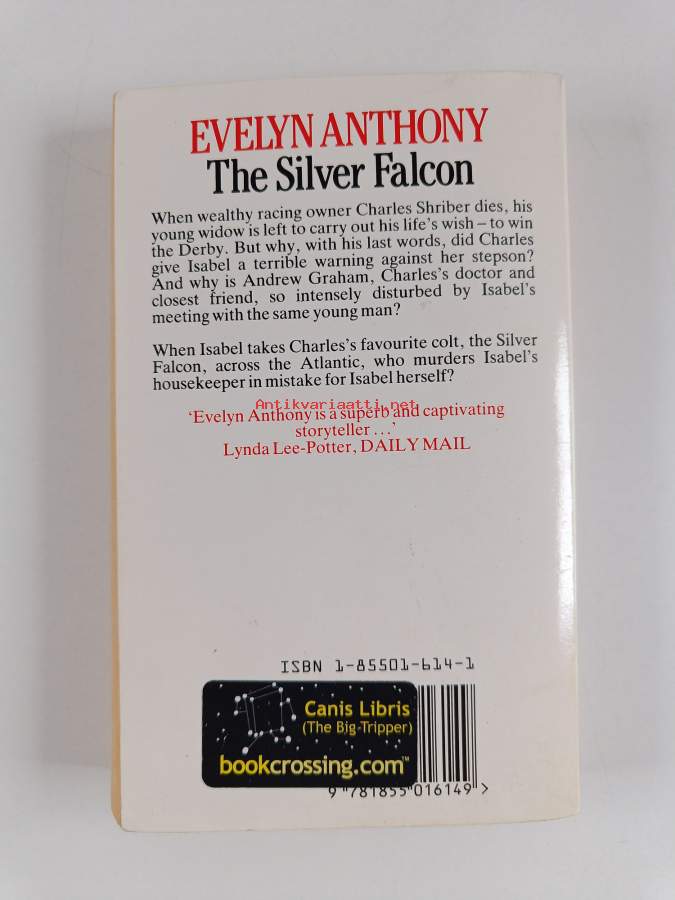 EVELYN ANTHONY
The Silver Falcon
When wealthy racing owner Charles Shriber dies, his
young widow is left to carry out his life's wish – to win
the Derby. But why, with his last words, did Charles
give Isabel a terrible warning against her stepson?
And why is Andrew Graham, Charles's doctor and
closest friend, so intensely disturbed by Isabel's
meeting with the same young man?
When Isabel takes Charles's favourite colt, the Silver
Falcon, across the Atlantic, who murders Isabel's
housekeeper in mistake for Isabel herself?
Antikvariaatti.net
'Evelyn Anthony is a superb and captivating
storyteller . . .'
Lynda Lee-Potter, DAILY MAIL
ISBN 1-85501-614-1
Canis Libris
(The Big-Tripper)
bookcrossing.com™
9 781855 016149 >